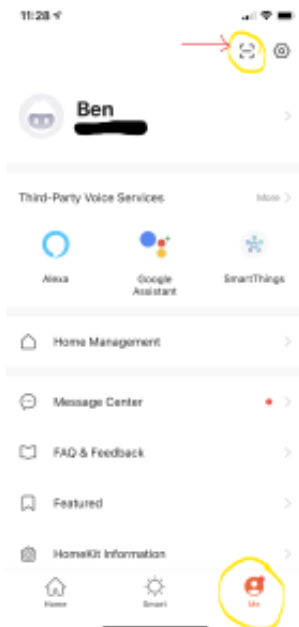 11:28
Ben
Third-Party Voice Services
More
Alexa
Google
Assistant
SmartThings
Home Management
Message Center
FAQ & Feedback
Featured
HomeKit Information
Home
Smart
Me